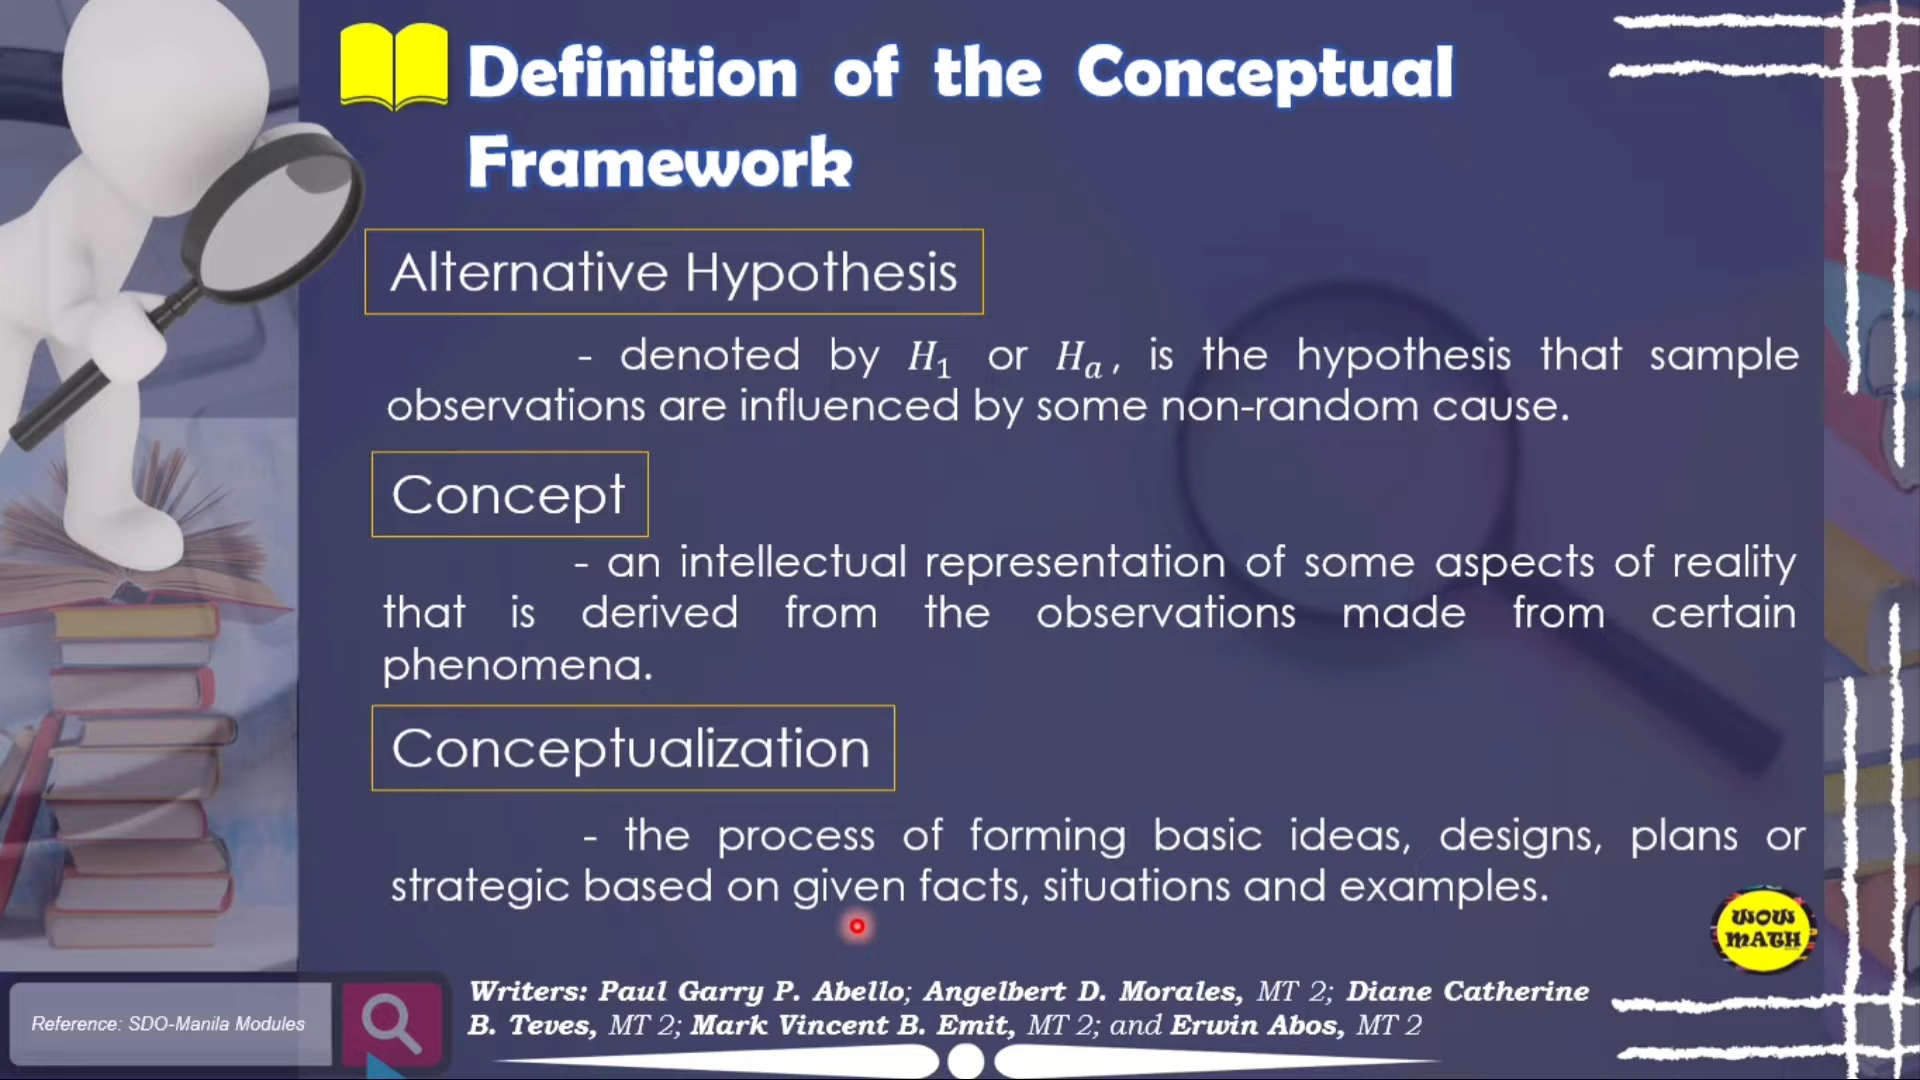 Definition of the Conceptual
Framework
Alternative Hypothesis
- denoted by H₁ or Hₐ, is the hypothesis that sample
observations are influenced by some non-random cause.
Concept
- an intellectual representation of some aspects of reality
that is derived from the observations made from certain
phenomena.
Conceptualization
- the process of forming basic ideas, designs, plans or
strategic based on given facts, situations and examples.
WOW
MATH
Writers: Paul Garry P. Abello; Angelbert D. Morales, MT 2; Diane Catherine
B. Teves, MT 2; Mark Vincent B. Emit, MT 2; and Erwin Abos, MT 2
Reference: SDO-Manila Modules